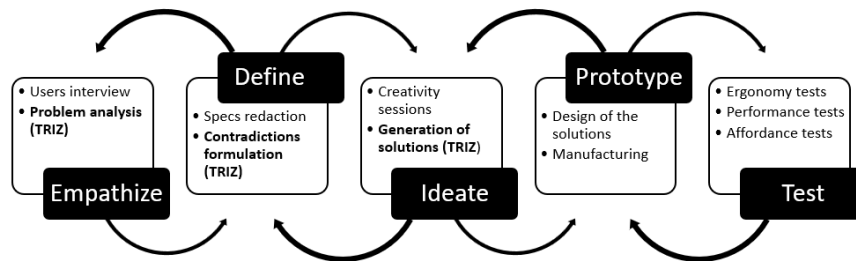 • Users interview
• Problem analysis
(TRIZ)
Empathize
Define
• Specs redaction
• Contradictions
formulation
(TRIZ)
• Creativity
sessions
• Generation of
solutions (TRIZ)
Ideate
Prototype
• Design of the
solutions
• Manufacturing
• Ergonomy tests
• Performance tests
• Affordance tests
Test